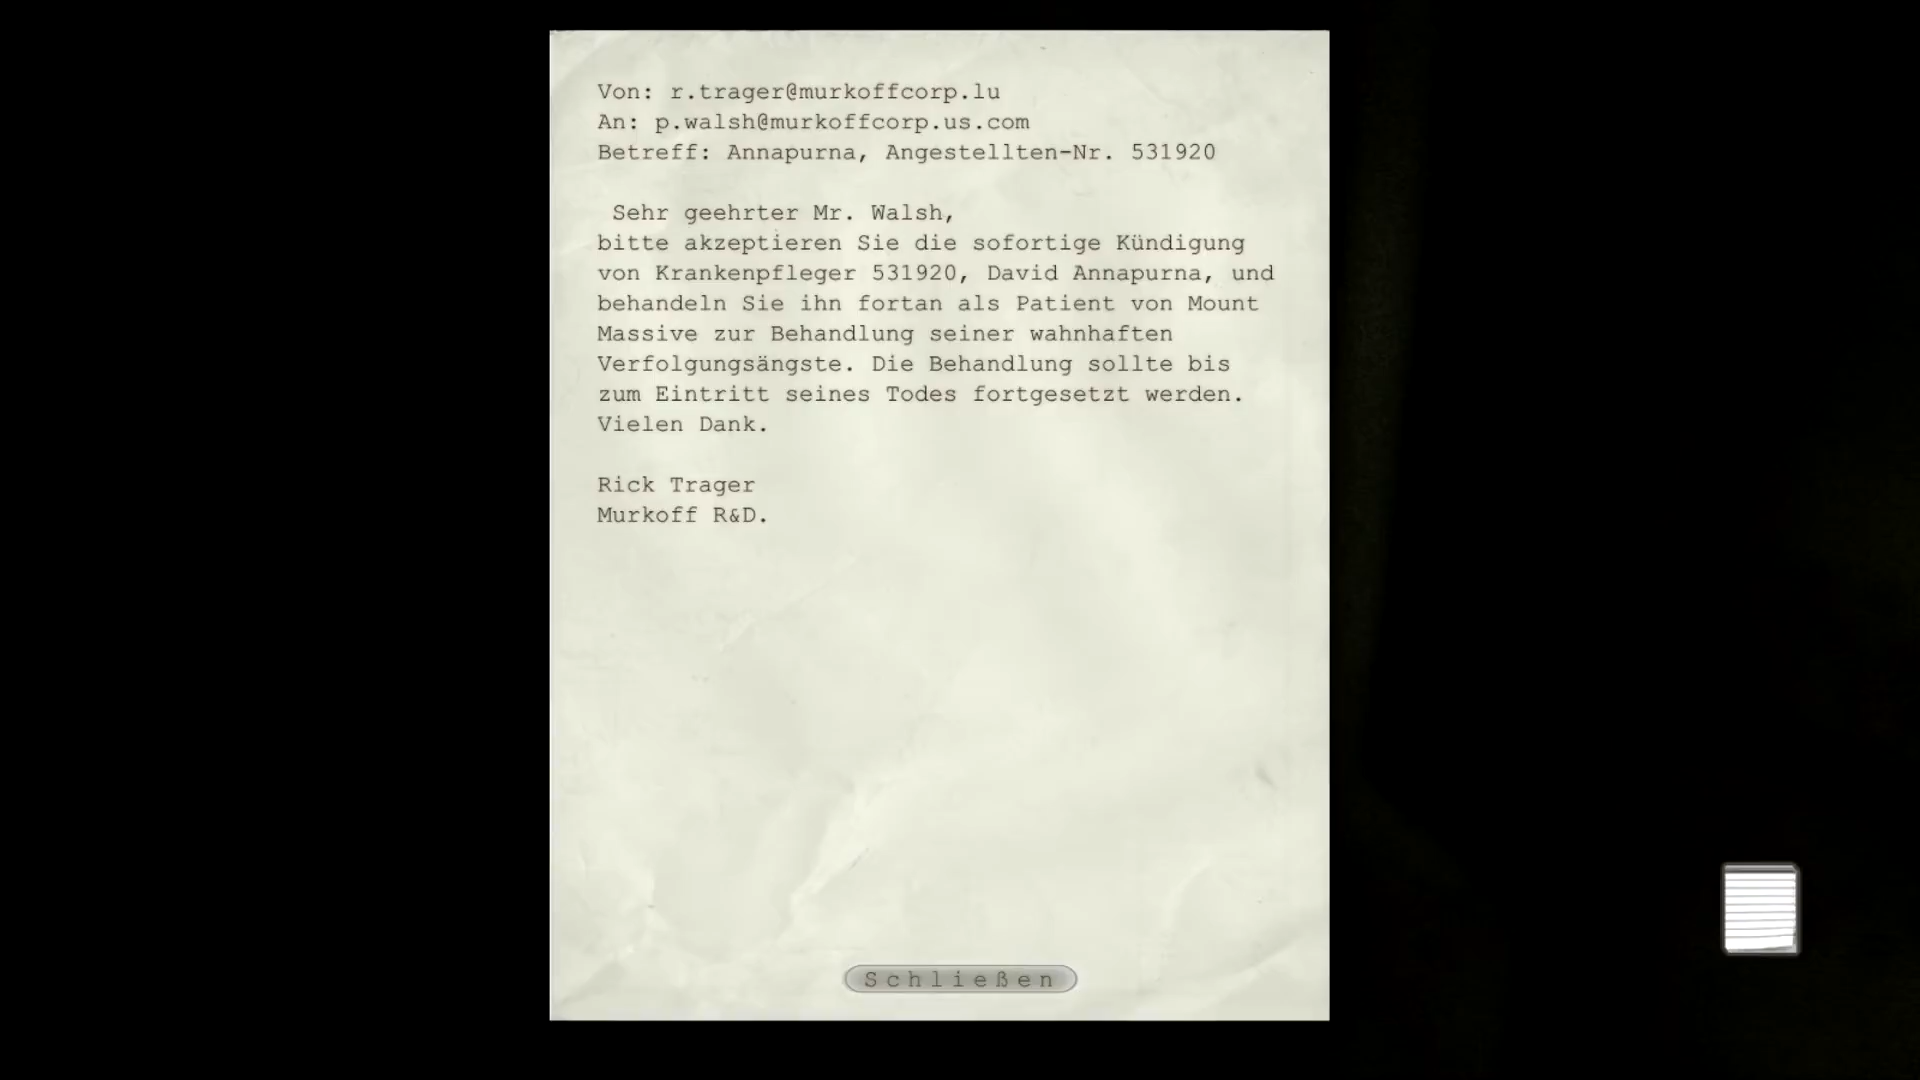 Von: r.trager@murkoffcorp.lu
An: p.walsh@murkoffcorp.us.com
Betreff: Annapurna, Angestellten-Nr. 531920
Sehr geehrter Mr. Walsh,
bitte akzeptieren Sie die sofortige Kündigung
von Krankenpfleger 531920, David Annapurna, und
behandeln Sie ihn fortan als Patient von Mount
Massive zur Behandlung seiner wahnhaften
Verfolgungsängste. Die Behandlung sollte bis
zum Eintritt seines Todes fortgesetzt werden.
Vielen Dank.
Rick Trager
Murkoff R&D.
Schließen